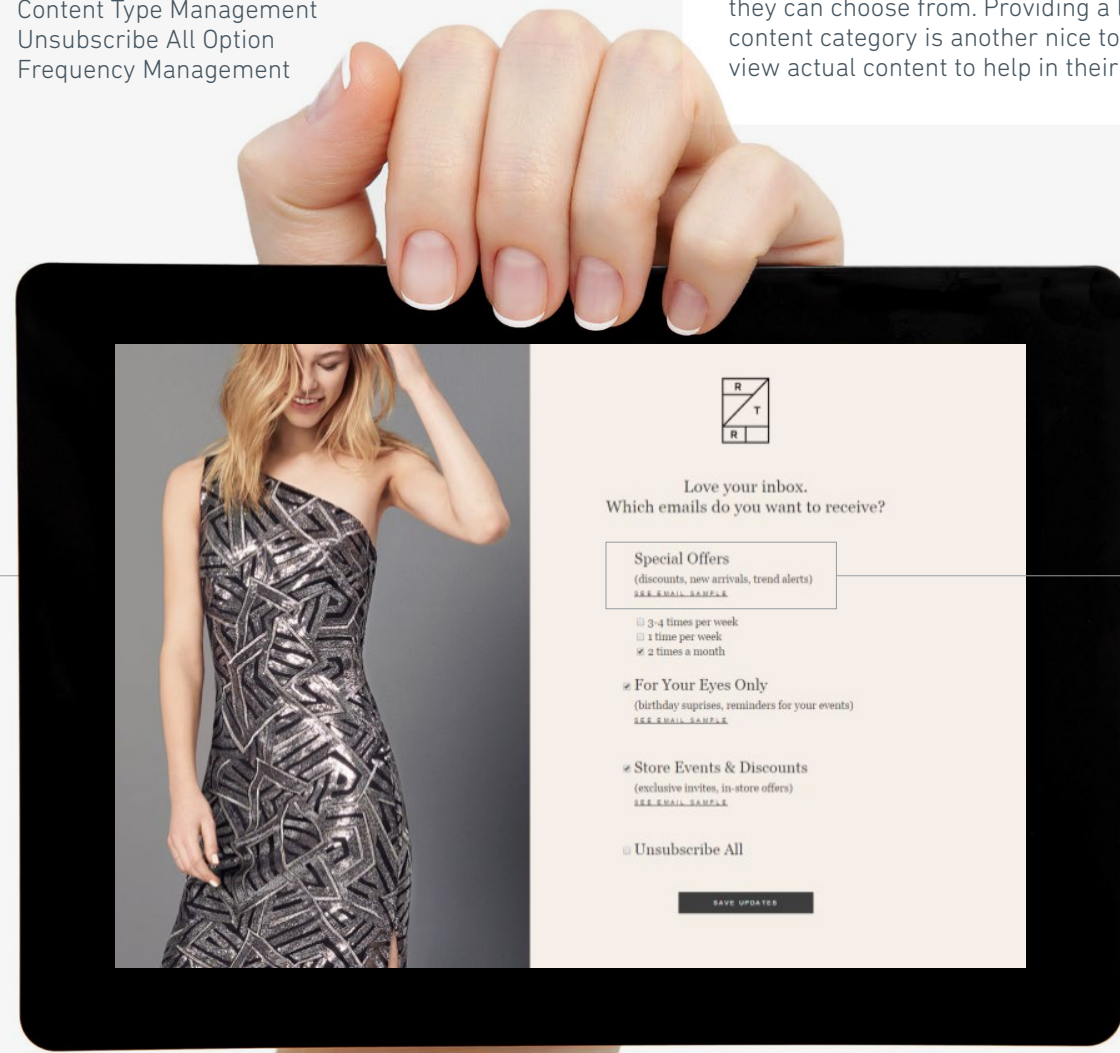 Content Type Management
Unsubscribe All Option
Frequency Management
they can choose from. Providing a
content category is another nice to
view actual content to help in their
R
T
R
Love your inbox.
Which emails do you want to receive?
Special Offers
(discounts, new arrivals, trend alerts)
SEE EMAIL SAMPLE
3-4 times per week
1 time per week
2 times a month
For Your Eyes Only
(birthday suprises, reminders for your events)
SEE EMAIL SAMPLE
Store Events & Discounts
(exclusive invites, in-store offers)
SEE EMAIL SAMPLE
Unsubscribe All
SAVE UPDATES